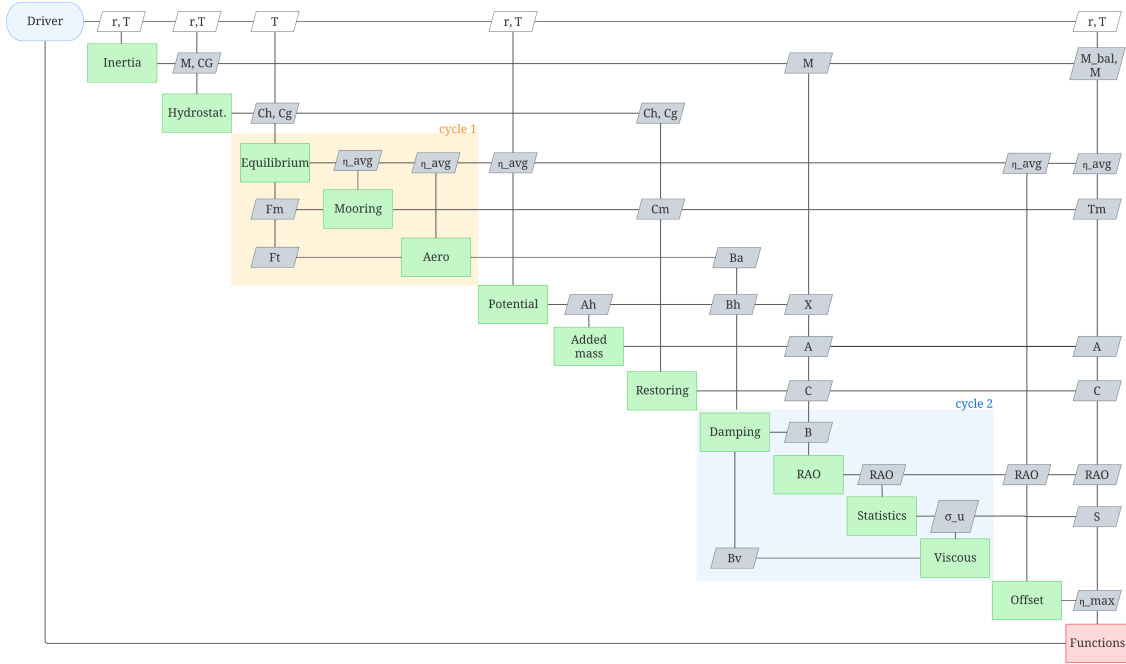 Driver
r, T
r,T
T
r, T
r, T
Inertia
M, CG
M
M_bal,
M
Hydrostat.
Ch, Cg
Ch, Cg
cycle 1
Equilibrium
η_avg
η_avg
η_avg
η_avg
η_avg
Fm
Mooring
Cm
Tm
Ft
Aero
Ba
Potential
Ah
Bh
X
Added
mass
A
A
Restoring
C
C
cycle 2
Damping
B
RAO
RAO
RAO
RAO
Statistics
σ_u
S
Bv
Viscous
Offset
η_max
Functions